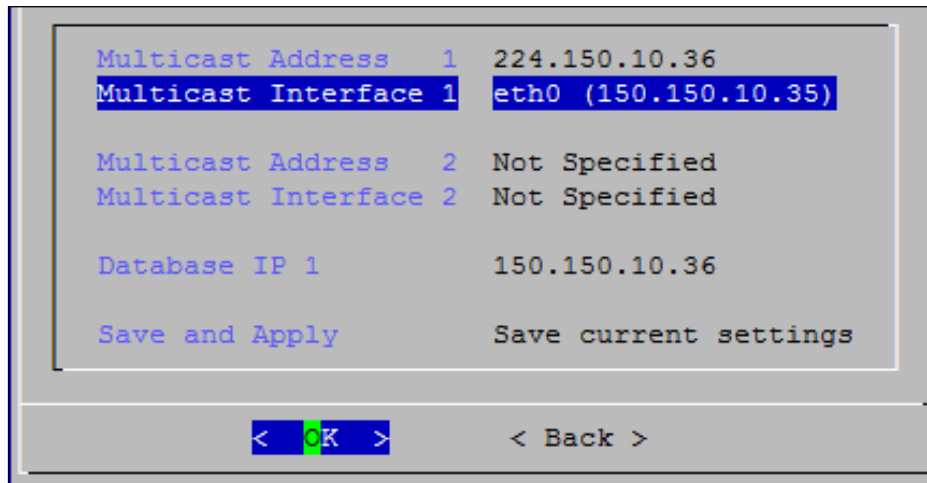 Multicast Address   1  224.150.10.36
Multicast Interface 1  eth0 (150.150.10.35)
Multicast Address   2  Not Specified
Multicast Interface 2  Not Specified
Database IP 1          150.150.10.36
Save and Apply         Save current settings
<  OK  >       < Back >